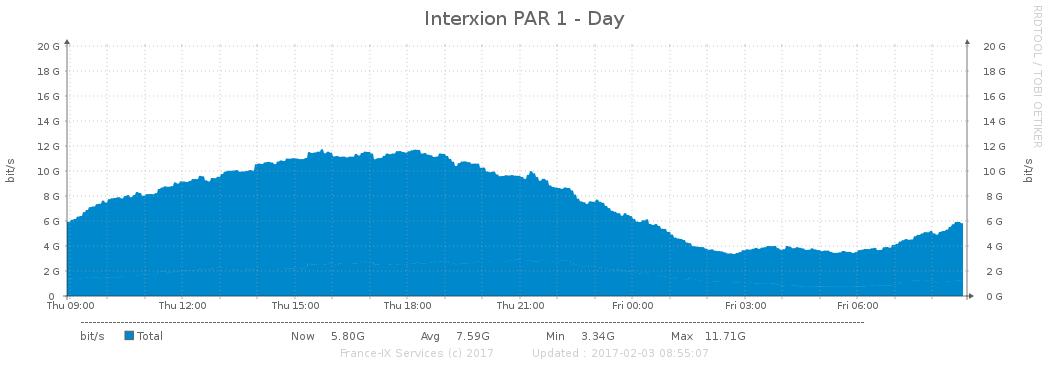 Interxion PAR 1 - Day
RRDTOOL / TOBI OETIKER
bit/s
20 G 20 G
18 G 18 G
16 G 16 G
14 G 14 G
12 G 12 G
10 G 10 G
8 G 8 G
6 G 6 G
4 G 4 G
2 G 2 G
0 0 G
bit/s
Thu 09:00 Thu 12:00 Thu 15:00 Thu 18:00 Thu 21:00 Fri 00:00 Fri 03:00 Fri 06:00
bit/s Total Now 5.80G Avg 7.59G Min 3.34G Max 11.71G
France-IX Services (c) 2017 Updated : 2017-02-03 08:55:07